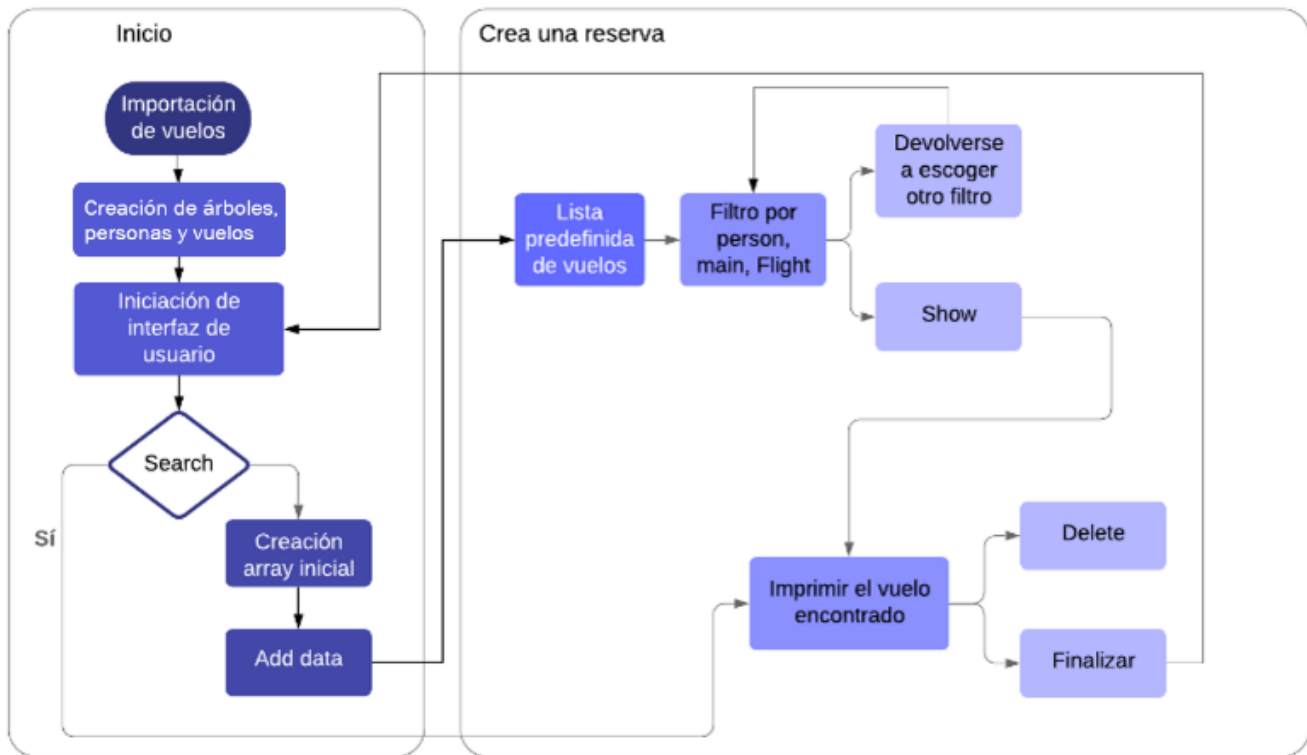 Inicio
Importación
de vuelos
Creación de árboles,
personas y vuelos
Iniciación de
interfaz de
usuario
Search
Sí
Creación
array inicial
Add data
Crea una reserva
Lista
predefinida
de vuelos
Filtro por
person,
main, Flight
Devolverse
a escoger
otro filtro
Show
Imprimir el vuelo
encontrado
Delete
Finalizar